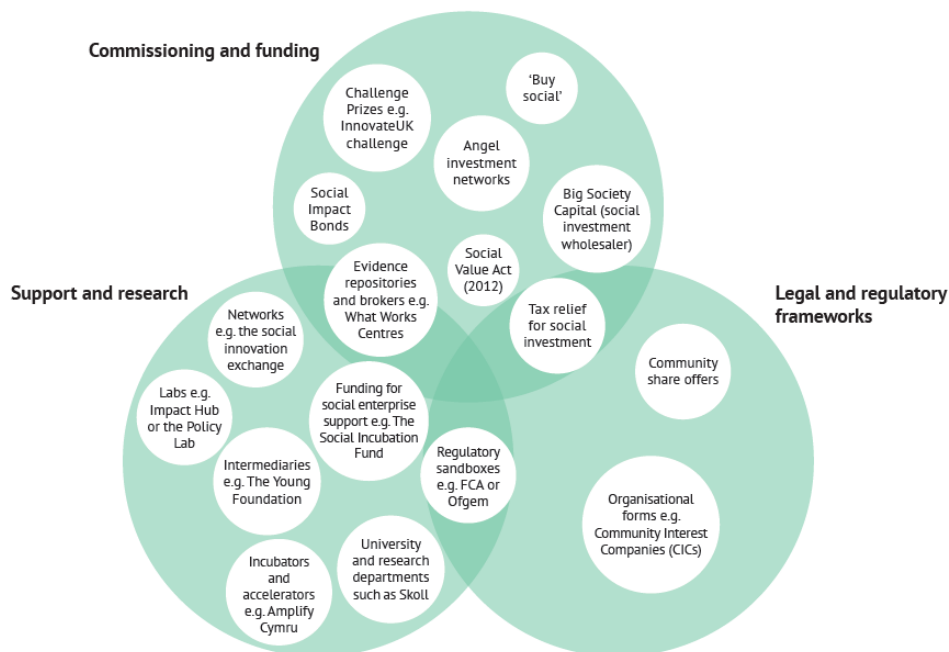 Commissioning and funding
‘Buy
social’
Challenge
Prizes e.g.
InnovateUK
challenge
Angel
investment
networks
Social
Impact
Bonds
Big Society
Capital (social
investment
wholesaler)
Social
Value Act
(2012)
Evidence
repositories
and brokers e.g.
What Works
Centres
Tax relief
for social
investment
Support and research
Networks
e.g. the social
innovation
exchange
Labs e.g.
Impact Hub
or the Policy
Lab
Funding for
social enterprise
support e.g. The
Social Incubation
Fund
Intermediaries
e.g. The Young
Foundation
Regulatory
sandboxes
e.g. FCA or
Ofgem
Incubators
and
accelerators
e.g. Amplify
Cymru
University
and research
departments
such as Skoll
Legal and regulatory
frameworks
Community
share offers
Organisational
forms e.g.
Community Interest
Companies (CICs)